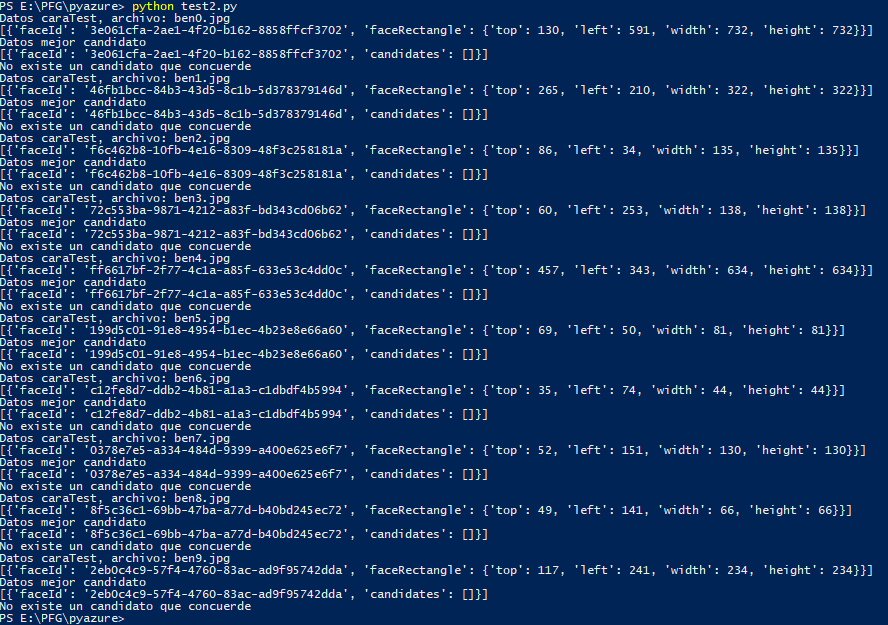 PS E:\PFG\pyazure> python test2.py
Datos caraTest, archivo: ben0.jpg
[{'faceId': '3e061cfa-2ae1-4f20-b162-8858ffcf3702', 'faceRectangle': {'top': 130, 'left': 591, 'width': 732, 'height': 732}}]
Datos mejor candidato
[{'faceId': '3e061cfa-2ae1-4f20-b162-8858ffcf3702', 'candidates': []}]
No existe un candidato que concuerde
Datos caraTest, archivo: ben1.jpg
[{'faceId': '46fb1bcc-84b3-43d5-8c1b-5d378379146d', 'faceRectangle': {'top': 265, 'left': 210, 'width': 322, 'height': 322}}]
Datos mejor candidato
[{'faceId': '46fb1bcc-84b3-43d5-8c1b-5d378379146d', 'candidates': []}]
No existe un candidato que concuerde
Datos caraTest, archivo: ben2.jpg
[{'faceId': 'f6c462b8-10fb-4e16-8309-48f3c258181a', 'faceRectangle': {'top': 86, 'left': 34, 'width': 135, 'height': 135}}]
Datos mejor candidato
[{'faceId': 'f6c462b8-10fb-4e16-8309-48f3c258181a', 'candidates': []}]
No existe un candidato que concuerde
Datos caraTest, archivo: ben3.jpg
[{'faceId': '72c553ba-9871-4212-a83f-bd343cd06b62', 'faceRectangle': {'top': 60, 'left': 253, 'width': 138, 'height': 138}}]
Datos mejor candidato
[{'faceId': '72c553ba-9871-4212-a83f-bd343cd06b62', 'candidates': []}]
No existe un candidato que concuerde
Datos caraTest, archivo: ben4.jpg
[{'faceId': 'ff6617bf-2f77-4c1a-a85f-633e53c4dd0c', 'faceRectangle': {'top': 457, 'left': 343, 'width': 634, 'height': 634}}]
Datos mejor candidato
[{'faceId': 'ff6617bf-2f77-4c1a-a85f-633e53c4dd0c', 'candidates': []}]
No existe un candidato que concuerde
Datos caraTest, archivo: ben5.jpg
[{'faceId': '199d5c01-91e8-4954-b1ec-4b23e8e66a60', 'faceRectangle': {'top': 69, 'left': 50, 'width': 81, 'height': 81}}]
Datos mejor candidato
[{'faceId': '199d5c01-91e8-4954-b1ec-4b23e8e66a60', 'candidates': []}]
No existe un candidato que concuerde
Datos caraTest, archivo: ben6.jpg
[{'faceId': 'c12fe8d7-ddb2-4b81-a1a3-c1dbdf4b5994', 'faceRectangle': {'top': 35, 'left': 74, 'width': 44, 'height': 44}}]
Datos mejor candidato
[{'faceId': 'c12fe8d7-ddb2-4b81-a1a3-c1dbdf4b5994', 'candidates': []}]
No existe un candidato que concuerde
Datos caraTest, archivo: ben7.jpg
[{'faceId': '0378e7e5-a334-484d-9399-a400e625e6f7', 'faceRectangle': {'top': 52, 'left': 151, 'width': 130, 'height': 130}}]
Datos mejor candidato
[{'faceId': '0378e7e5-a334-484d-9399-a400e625e6f7', 'candidates': []}]
No existe un candidato que concuerde
Datos caraTest, archivo: ben8.jpg
[{'faceId': '8f5c36c1-69bb-47ba-a77d-b40bd245ec72', 'faceRectangle': {'top': 49, 'left': 141, 'width': 66, 'height': 66}}]
Datos mejor candidato
[{'faceId': '8f5c36c1-69bb-47ba-a77d-b40bd245ec72', 'candidates': []}]
No existe un candidato que concuerde
Datos caraTest, archivo: ben9.jpg
[{'faceId': '2eb0c4c9-57f4-4760-83ac-ad9f95742dda', 'faceRectangle': {'top': 117, 'left': 241, 'width': 234, 'height': 234}}]
Datos mejor candidato
[{'faceId': '2eb0c4c9-57f4-4760-83ac-ad9f95742dda', 'candidates': []}]
No existe un candidato que concuerde
PS E:\PFG\pyazure>